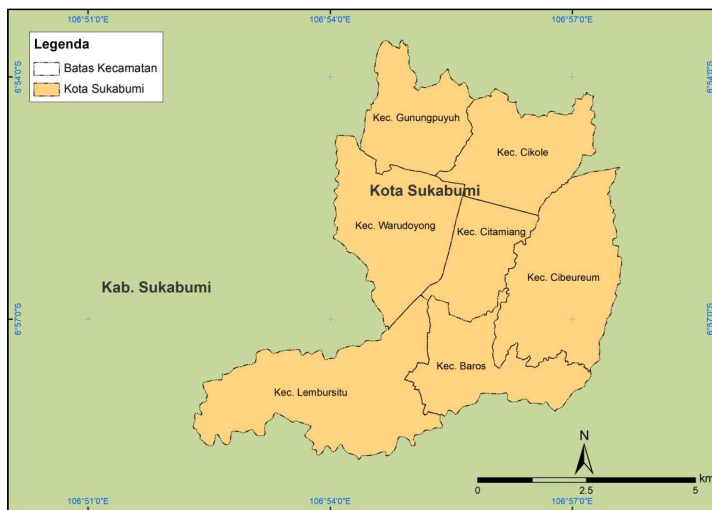 106°51'0"E
106°54'0"E
106°57'0"E
Legenda
Batas Kecamatan
Kota Sukabumi
6°54'0"S
6°54'0"S
Kec. Gunungpuyuh
Kec. Cikole
Kota Sukabumi
Kec. Warudoyong
Kec. Citamiang
Kec. Cibeureum
Kab. Sukabumi
6°57'0"S
6°57'0"S
Kec. Baros
Kec. Lembursitu
N
km
0
2.5
5
106°51'0"E
106°54'0"E
106°57'0"E